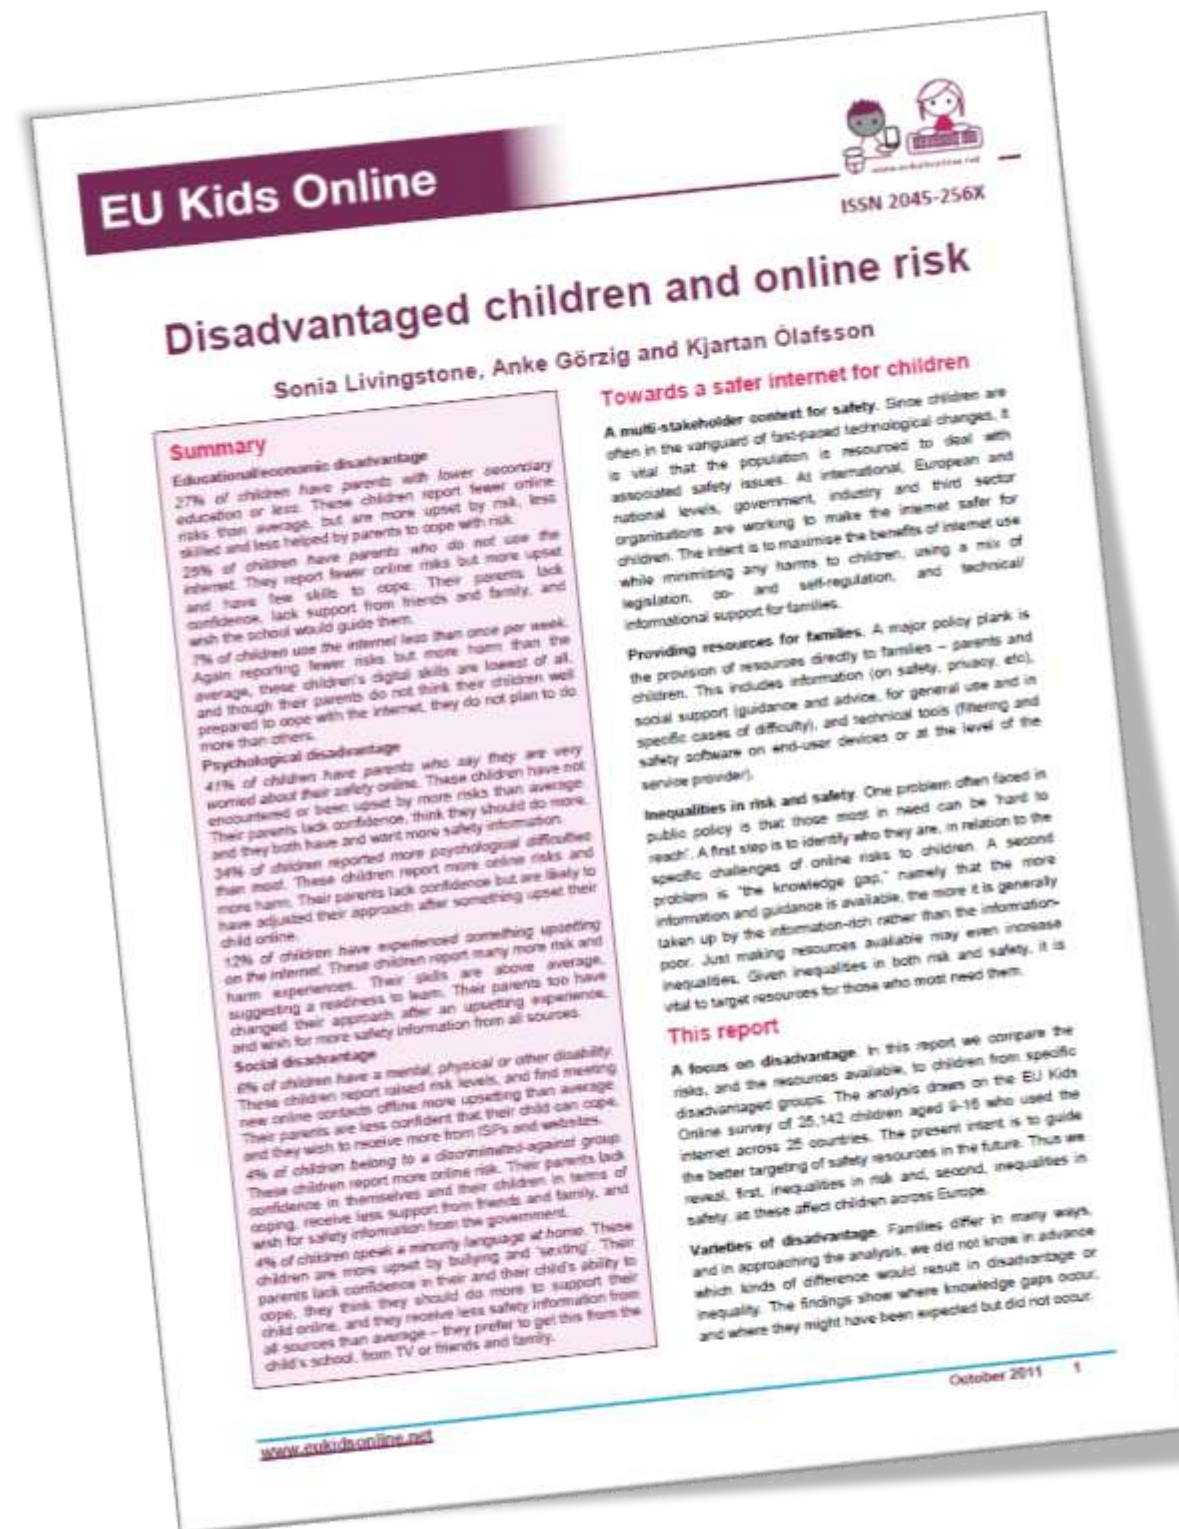 EU Kids Online
www.eukidsonline.net
ISSN 2045-256X
Disadvantaged children and online risk
Sonia Livingstone, Anke Görzig and Kjartan Ólafsson
Summary
Educational/economic disadvantage
27% of children have parents with lower secondary
education or less. These children report fewer online
risks than average, but are more upset by risk, less
skilled and less helped by parents to cope with risk.
25% of children have parents who do not use the
internet. They report fewer online risks but more upset
and have few skills to cope. Their parents lack
confidence, lack support from friends and family, and
wish the school would guide them.
7% of children use the internet less than once per week.
Again reporting fewer risks but more harm than the
average, these children's digital skills are lowest of all,
and though their parents do not think their children well
prepared to cope with the internet, they do not plan to do
more than others.
Psychological disadvantage
41% of children have parents who say they are very
worried about their safety online. These children have not
encountered or been upset by more risks than average.
Their parents lack confidence, think they should do more,
and they both have and want more safety information.
34% of children reported more psychological difficulties
than most. These children report more online risks and
more harm. Their parents lack confidence but are likely to
have adjusted their approach after something upset their
child online.
12% of children have experienced something upsetting
on the internet. These children report many more risk and
harm experiences. Their skills are above average,
suggesting a readiness to learn. Their parents too have
changed their approach after an upsetting experience,
and wish for more safety information from all sources.
Social disadvantage
6% of children have a mental, physical or other disability.
These children report raised risk levels, and find meeting
new online contacts offline more upsetting than average.
Their parents are less confident that their child can cope,
and they wish to receive more from ISPs and websites.
4% of children belong to a discriminated-against group.
These children report more online risk. Their parents lack
confidence in themselves and their children in terms of
coping, receive less support from friends and family, and
wish for safety information from the government.
4% of children speak a minority language at home. These
children are more upset by bullying and 'sexting'. Their
parents lack confidence in their and their child's ability to
cope, they think they should do more to support their
child online, and they receive less safety information from
all sources than average – they prefer to get this from the
child's school, from TV or friends and family.
Towards a safer internet for children
A multi-stakeholder context for safety. Since children are
often in the vanguard of fast-paced technological changes, it
is vital that the population is resourced to deal with
associated safety issues. At international, European and
national levels, government, industry and third sector
organisations are working to make the internet safer for
children. The intent is to maximise the benefits of internet use
while minimising any harms to children, using a mix of
legislation, co- and self-regulation, and technical/
informational support for families.
Providing resources for families. A major policy plank is
the provision of resources directly to families – parents and
children. This includes information (on safety, privacy, etc),
social support (guidance and advice, for general use and in
specific cases of difficulty), and technical tools (filtering and
safety software on end-user devices or at the level of the
service provider).
Inequalities in risk and safety. One problem often faced in
public policy is that those most in need can be 'hard to
reach'. A first step is to identify who they are, in relation to the
specific challenges of online risks to children. A second
problem is "the knowledge gap," namely that the more
information and guidance is available, the more it is generally
taken up by the information-rich rather than the information-
poor. Just making resources available may even increase
inequalities. Given inequalities in both risk and safety, it is
vital to target resources for those who most need them.
This report
A focus on disadvantage. In this report we compare the
risks, and the resources available, to children from specific
disadvantaged groups. The analysis draws on the EU Kids
Online survey of 25,142 children aged 9-16 who used the
internet across 25 countries. The present intent is to guide
the better targeting of safety resources in the future. Thus we
reveal, first, inequalities in risk and, second, inequalities in
safety, as these affect children across Europe.
Varieties of disadvantage. Families differ in many ways,
and in approaching the analysis, we did not know in advance
which kinds of difference would result in disadvantage or
inequality. The findings show where knowledge gaps occur,
and where they might have been expected but did not occur.
www.eukidsonline.net
October 2011 1